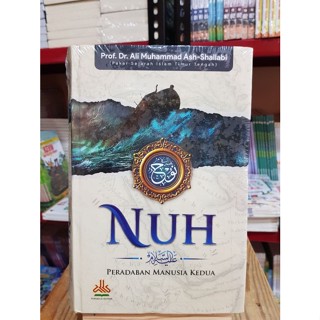 Prof. Dr. Ali Muhammad Ash-Shallabi
(Pakar Sejarah Islam Timur Tengah)
نوح
NUH
عليه السلام
PERADABAN MANUSIA KEDUA